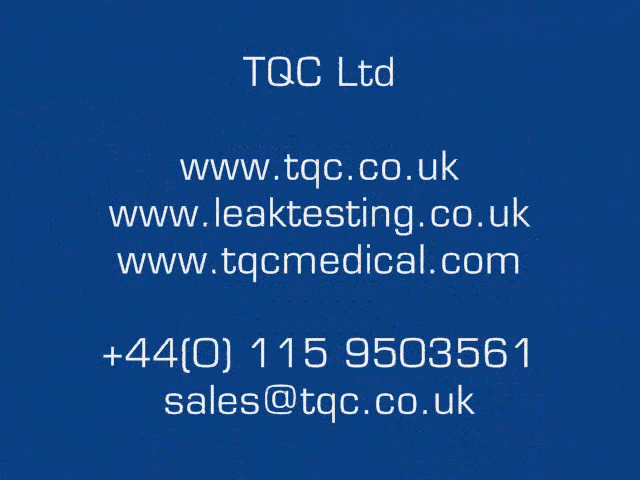 TQC Ltd
www.tqc.co.uk
www.leaktesting.co.uk
www.tqcmedical.com
+44(0) 115 9503561
sales@tqc.co.uk